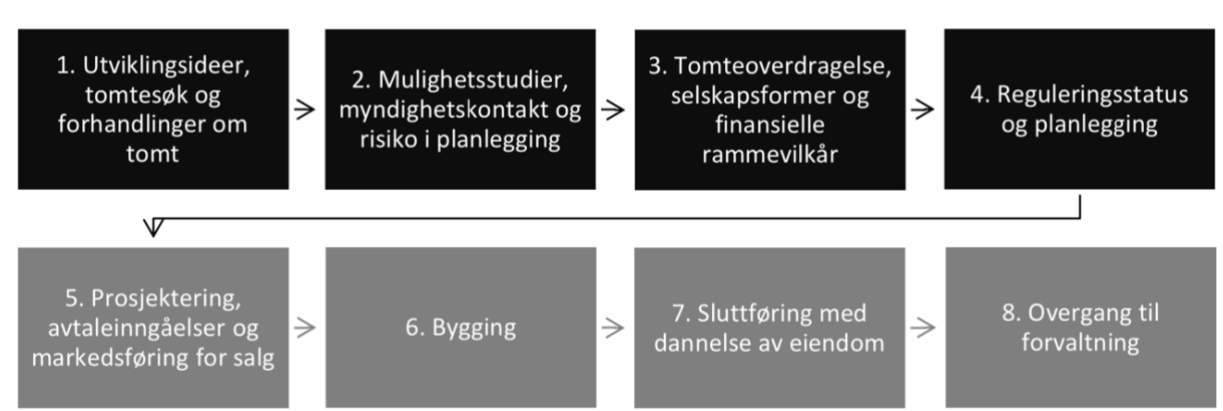 1. Utviklingsideer,
tomtesøk og
forhandlinger om
tomt
2. Mulighetsstudier,
myndighetskontakt og
risiko i planlegging
3. Tomteoverdragelse,
selskapsformer og
finansielle
rammevilkår
4. Reguleringsstatus
og planlegging
5. Prosjektering,
avtaleinngåelser og
markedsføring for salg
6. Bygging
7. Sluttføring med
dannelse av eiendom
8. Overgang til
forvaltning